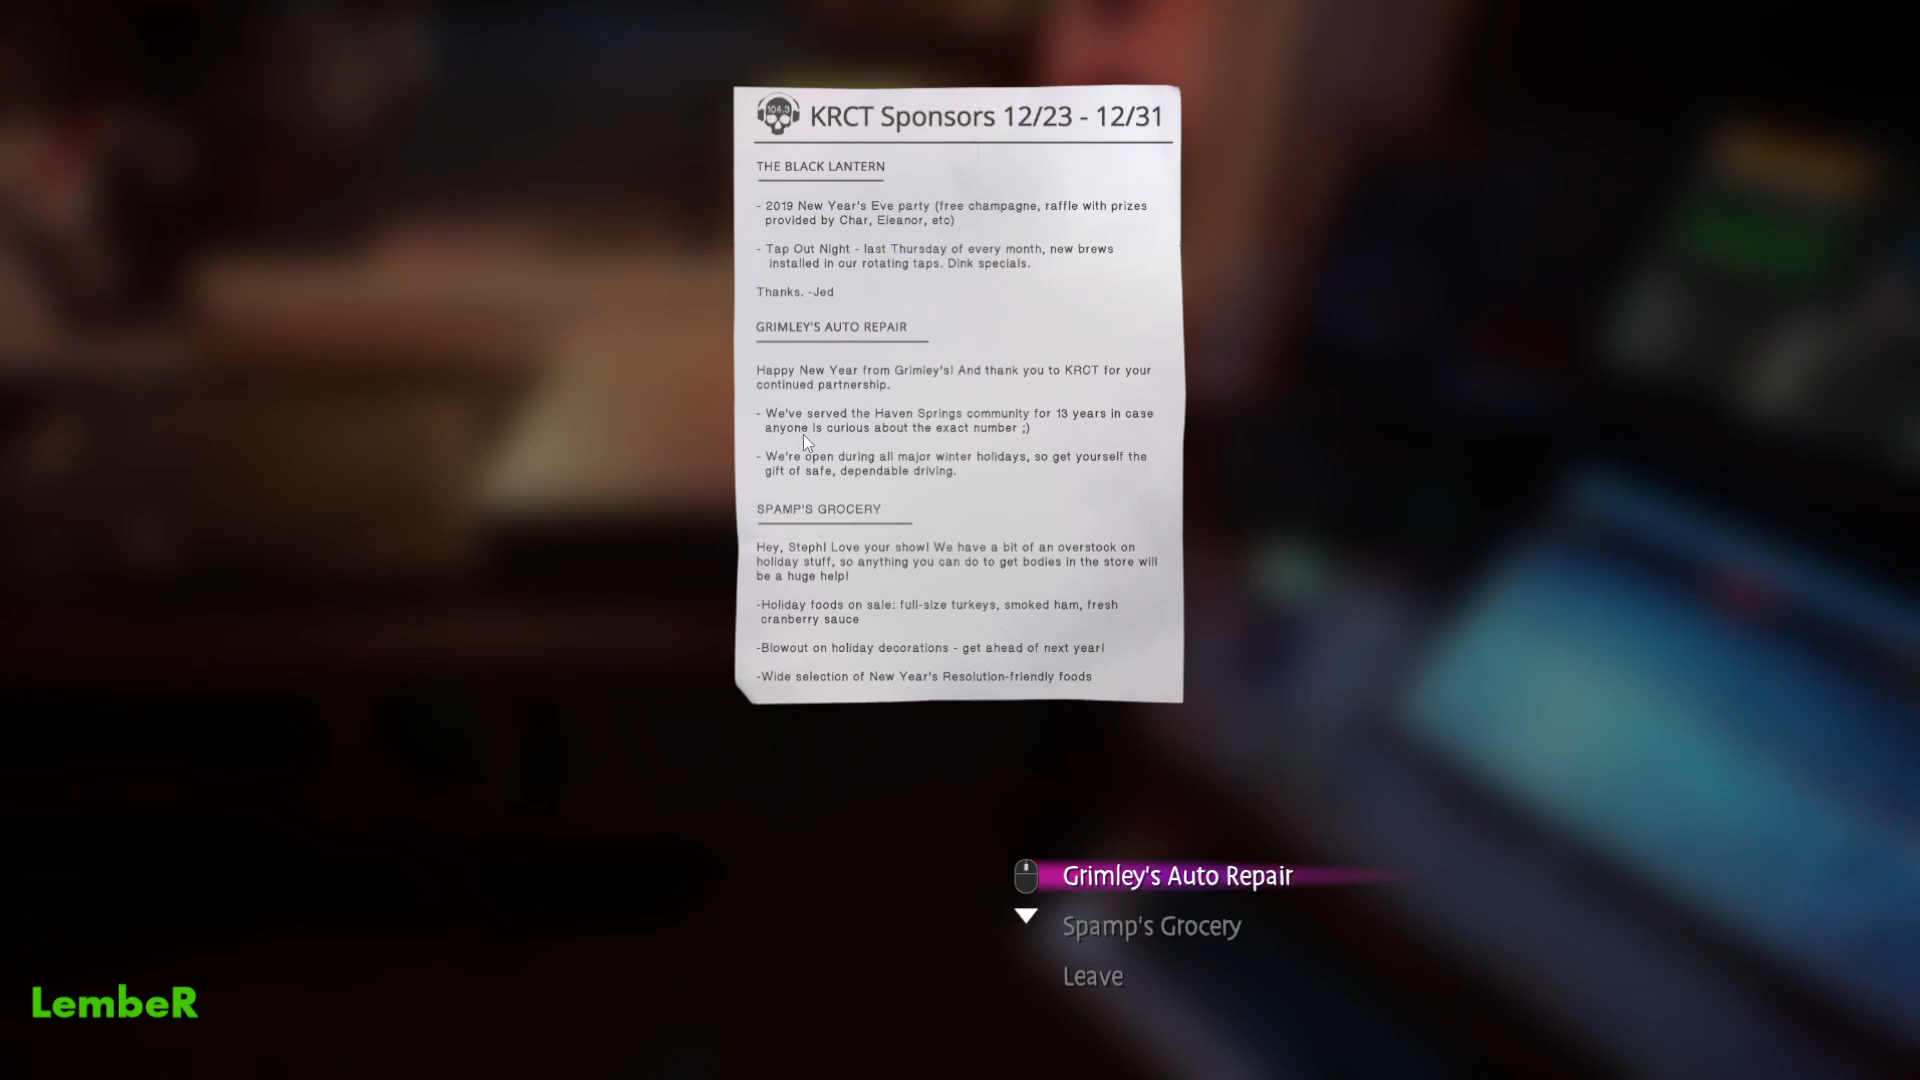 104.3
KRCT Sponsors 12/23 - 12/31
THE BLACK LANTERN
- 2019 New Year's Eve party (free champagne, raffle with prizes
provided by Char, Eleanor, etc)
- Tap Out Night - last Thursday of every month, new brews
installed in our rotating taps. Dink specials.
Thanks. -Jed
GRIMLEY'S AUTO REPAIR
Happy New Year from Grimley's! And thank you to KRCT for your
continued partnership.
- We've served the Haven Springs community for 13 years in case
anyone is curious about the exact number ;)
- We're open during all major winter holidays, so get yourself the
gift of safe, dependable driving.
SPAMP'S GROCERY
Hey, Steph! Love your show! We have a bit of an overstook on
holiday stuff, so anything you can do to get bodies in the store will
be a huge help!
-Holiday foods on sale: full-size turkeys, smoked ham, fresh
cranberry sauce
-Blowout on holiday decorations - get ahead of next year!
-Wide selection of New Year's Resolution-friendly foods
Grimley's Auto Repair
Spamp's Grocery
Leave
LembeR